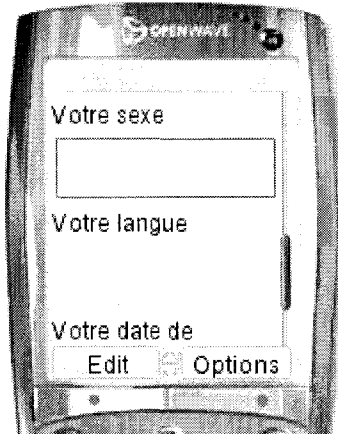 OPENWAVE
Votre sexe
Votre langue
Votre date de
Edit Options